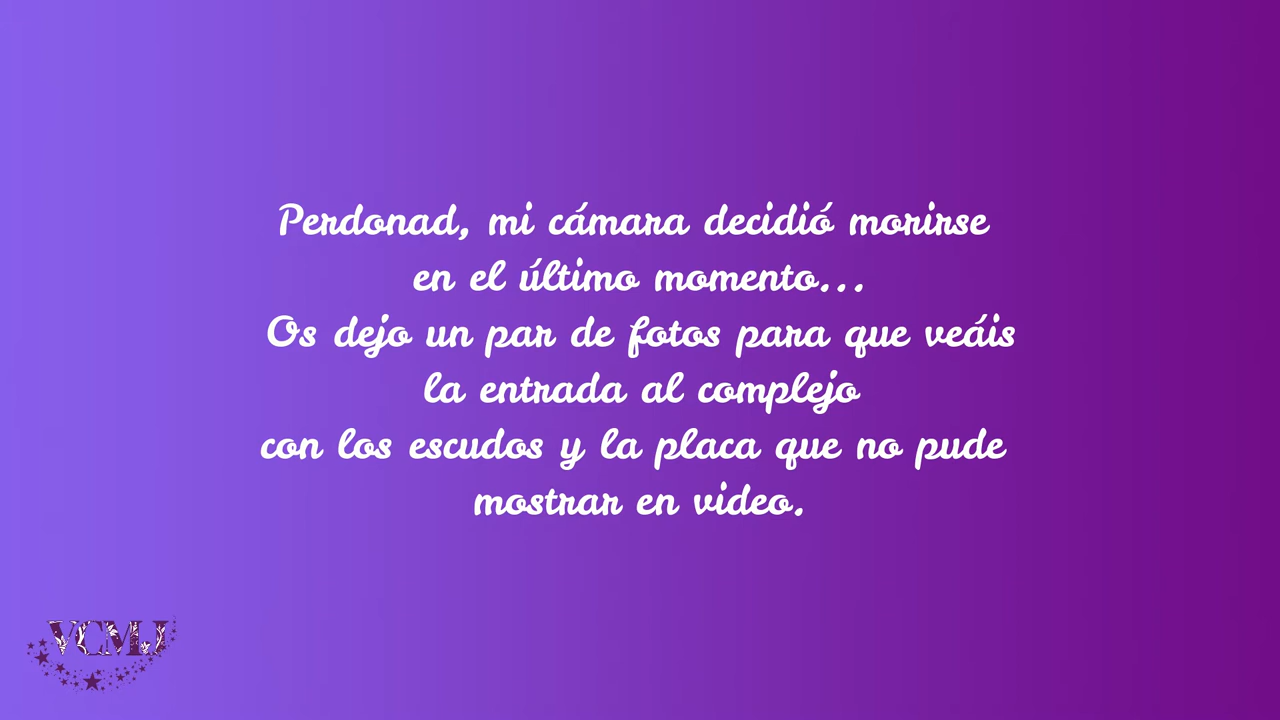 Perdonad, mi cámara decidió morirse
en el último momento...
Os dejo un par de fotos para que veáis
la entrada al complejo
con los escudos y la placa que no pude
mostrar en video.
VCMJ